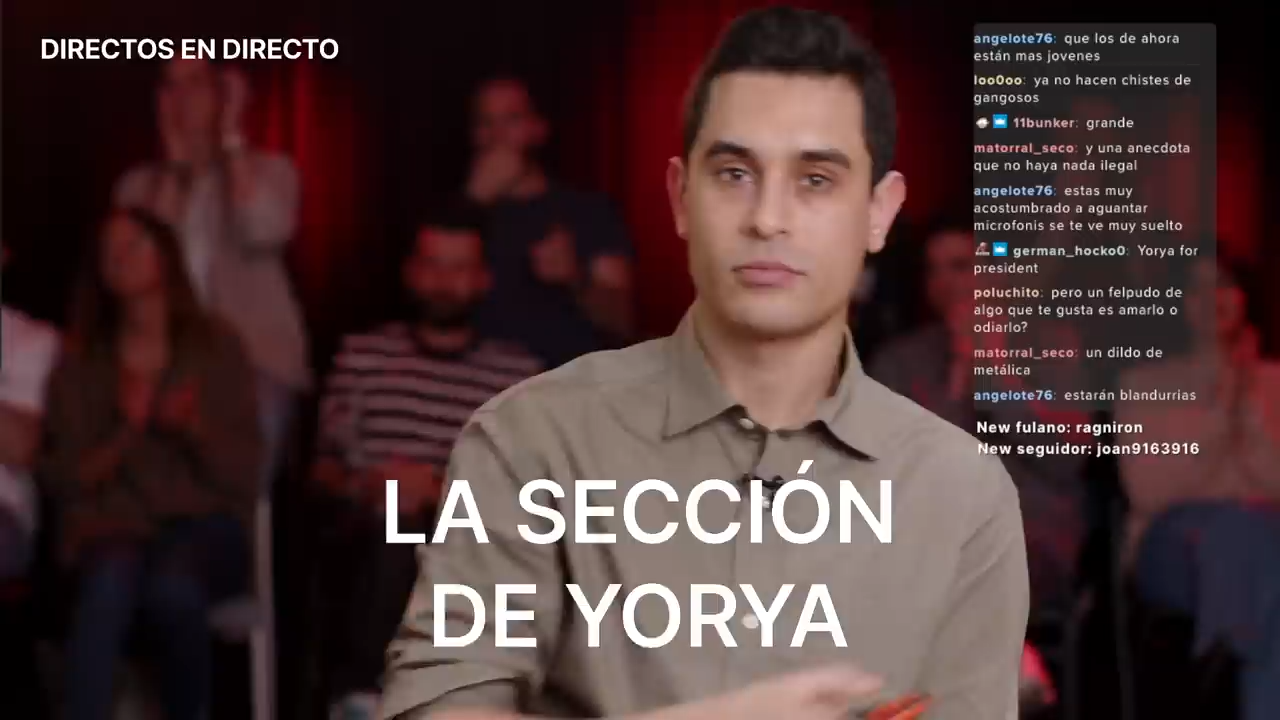 DIRECTOS EN DIRECTO
angelote76: que los de ahora
están mas jovenes
loo0oo: ya no hacen chistes de
gangosos
11bunker: grande
matorral_seco: y una anecdota
que no haya nada ilegal
angelote76: estas muy
acostumbrado a aguantar
microfonis se te ve muy suelto
german_hocko0: Yorya for
president
poluchito: pero un felpudo de
algo que te gusta es amarlo o
odiarlo?
matorral_seco: un dildo de
metálica
angelote76: estarán blandurrias
New fulano: ragniron
New seguidor: joan9163916
LA SECCIÓN
DE YORYA